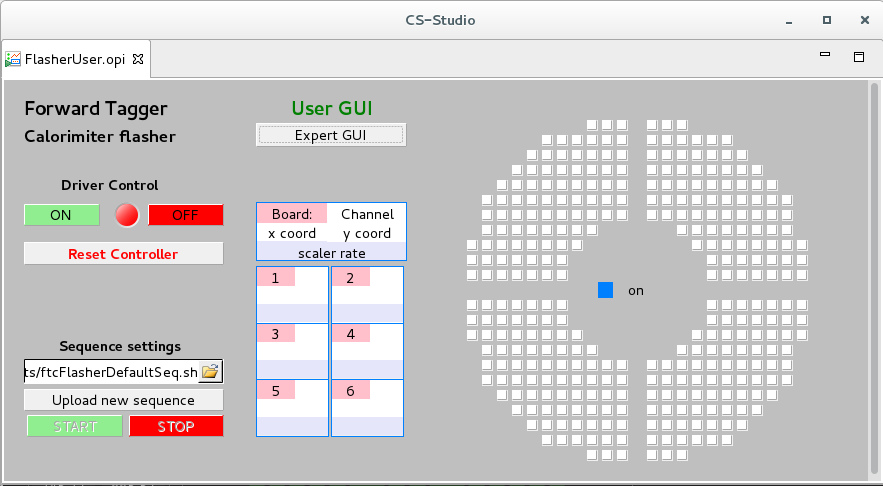 CS-Studio
FlasherUser.opi
Forward Tagger
Calorimiter flasher
User GUI
Expert GUI
Driver Control
ON
OFF
Reset Controller
Board:
Channel
x coord
y coord
scaler rate
1
2
3
4
5
6
on
Sequence settings
ts/ftcFlasherDefaultSeq.sh
Upload new sequence
START
STOP